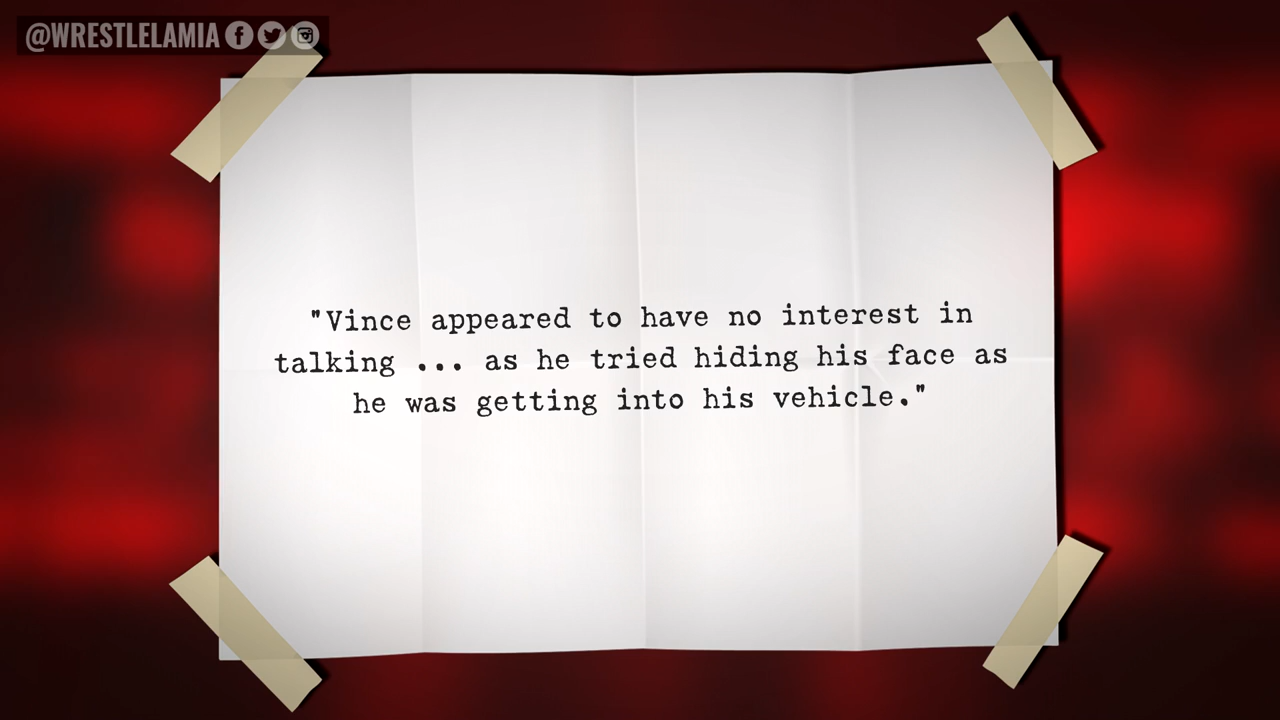 @WRESTLELAMIA
"Vince appeared to have no interest in
talking ... as he tried hiding his face as
he was getting into his vehicle."